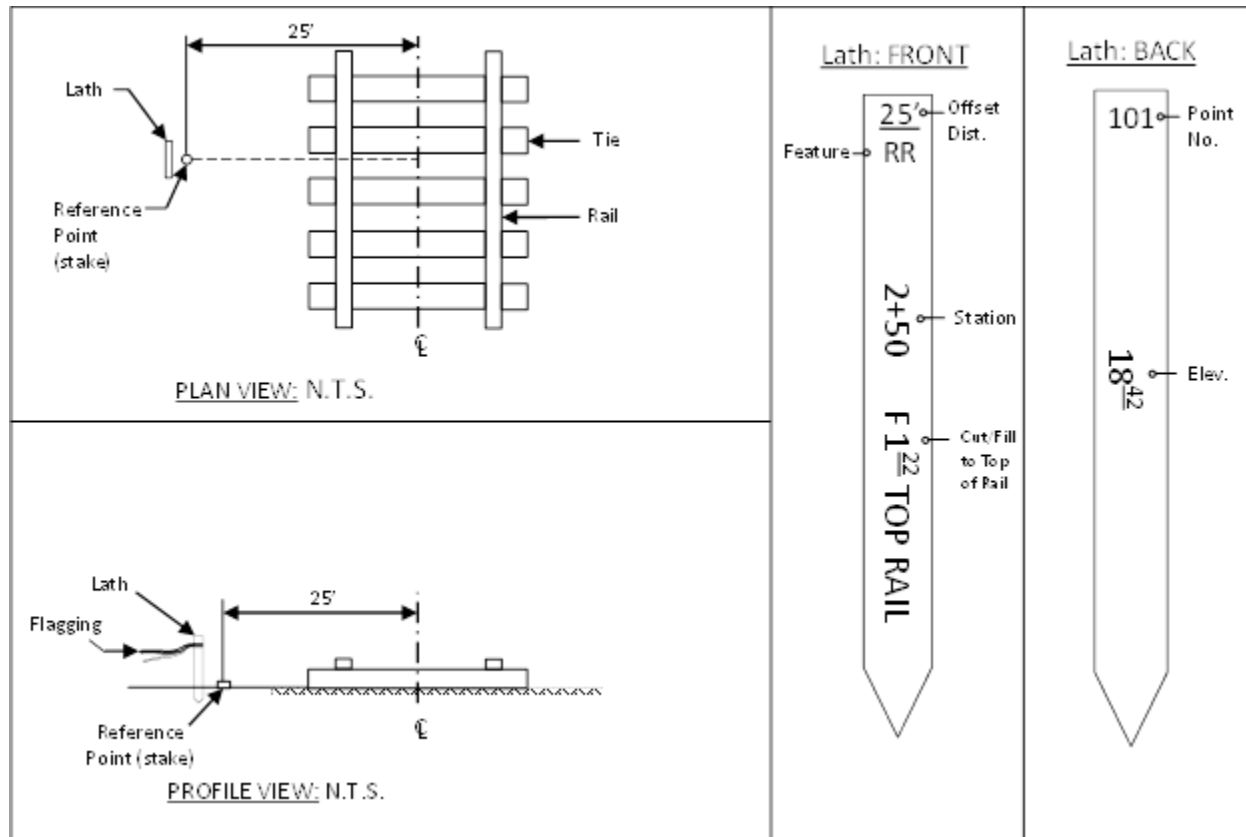 25'
Lath
Tie
Reference
Point
(stake)
Rail
℄
PLAN VIEW: N.T.S.
Lath
25'
Flagging
Reference
Point (stake)
℄
PROFILE VIEW: N.T.S.
Lath: FRONT
25'
Offset
Dist.
Feature
RR
2+50
Station
F 1 22 TOP RAIL
Cut/Fill
to Top
of Rail
Lath: BACK
101
Point
No.
18 42
Elev.